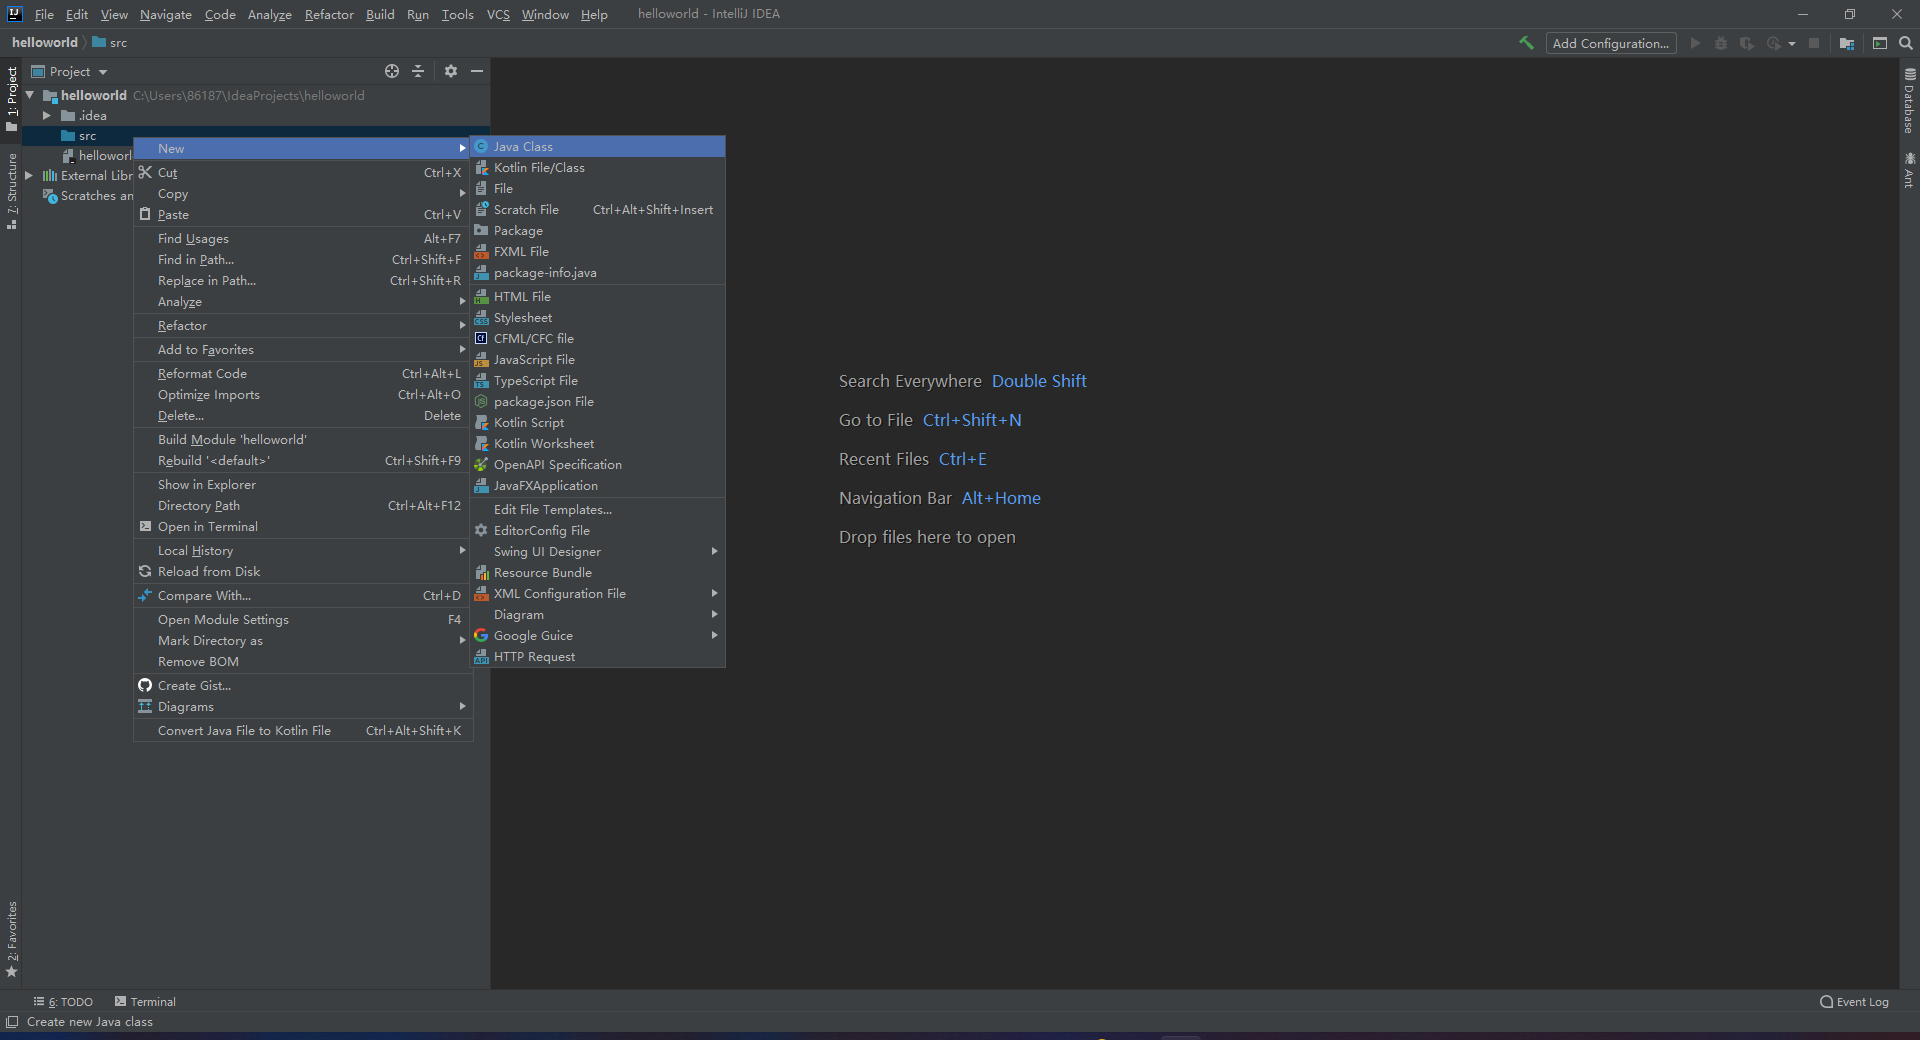 File Edit View Navigate Code Analyze Refactor Build Run Tools VCS Window Help helloworld - IntelliJ IDEA
helloworld src
Add Configuration...
1: Project
7: Structure
2: Favorites
Project
helloworld C:\Users\86187\IdeaProjects\helloworld
.idea
src
hellowor
External Libr
Scratches an
New
Cut Ctrl+X
Copy
Paste Ctrl+V
Find Usages Alt+F7
Find in Path... Ctrl+Shift+F
Replace in Path... Ctrl+Shift+R
Analyze
Refactor
Add to Favorites
Reformat Code Ctrl+Alt+L
Optimize Imports Ctrl+Alt+O
Delete... Delete
Build Module 'helloworld'
Rebuild '<default>' Ctrl+Shift+F9
Show in Explorer
Directory Path Ctrl+Alt+F12
Open in Terminal
Local History
Reload from Disk
Compare With... Ctrl+D
Open Module Settings F4
Mark Directory as
Remove BOM
Create Gist...
Diagrams
Convert Java File to Kotlin File Ctrl+Alt+Shift+K
Java Class
Kotlin File/Class
File
Scratch File Ctrl+Alt+Shift+Insert
Package
FXML File
package-info.java
HTML File
Stylesheet
CFML/CFC file
JavaScript File
TypeScript File
package.json File
Kotlin Script
Kotlin Worksheet
OpenAPI Specification
JavaFXApplication
Edit File Templates...
EditorConfig File
Swing UI Designer
Resource Bundle
XML Configuration File
Diagram
Google Guice
HTTP Request
Search Everywhere Double Shift
Go to File Ctrl+Shift+N
Recent Files Ctrl+E
Navigation Bar Alt+Home
Drop files here to open
Database
Ant
6: TODO Terminal
Event Log
Create new Java class